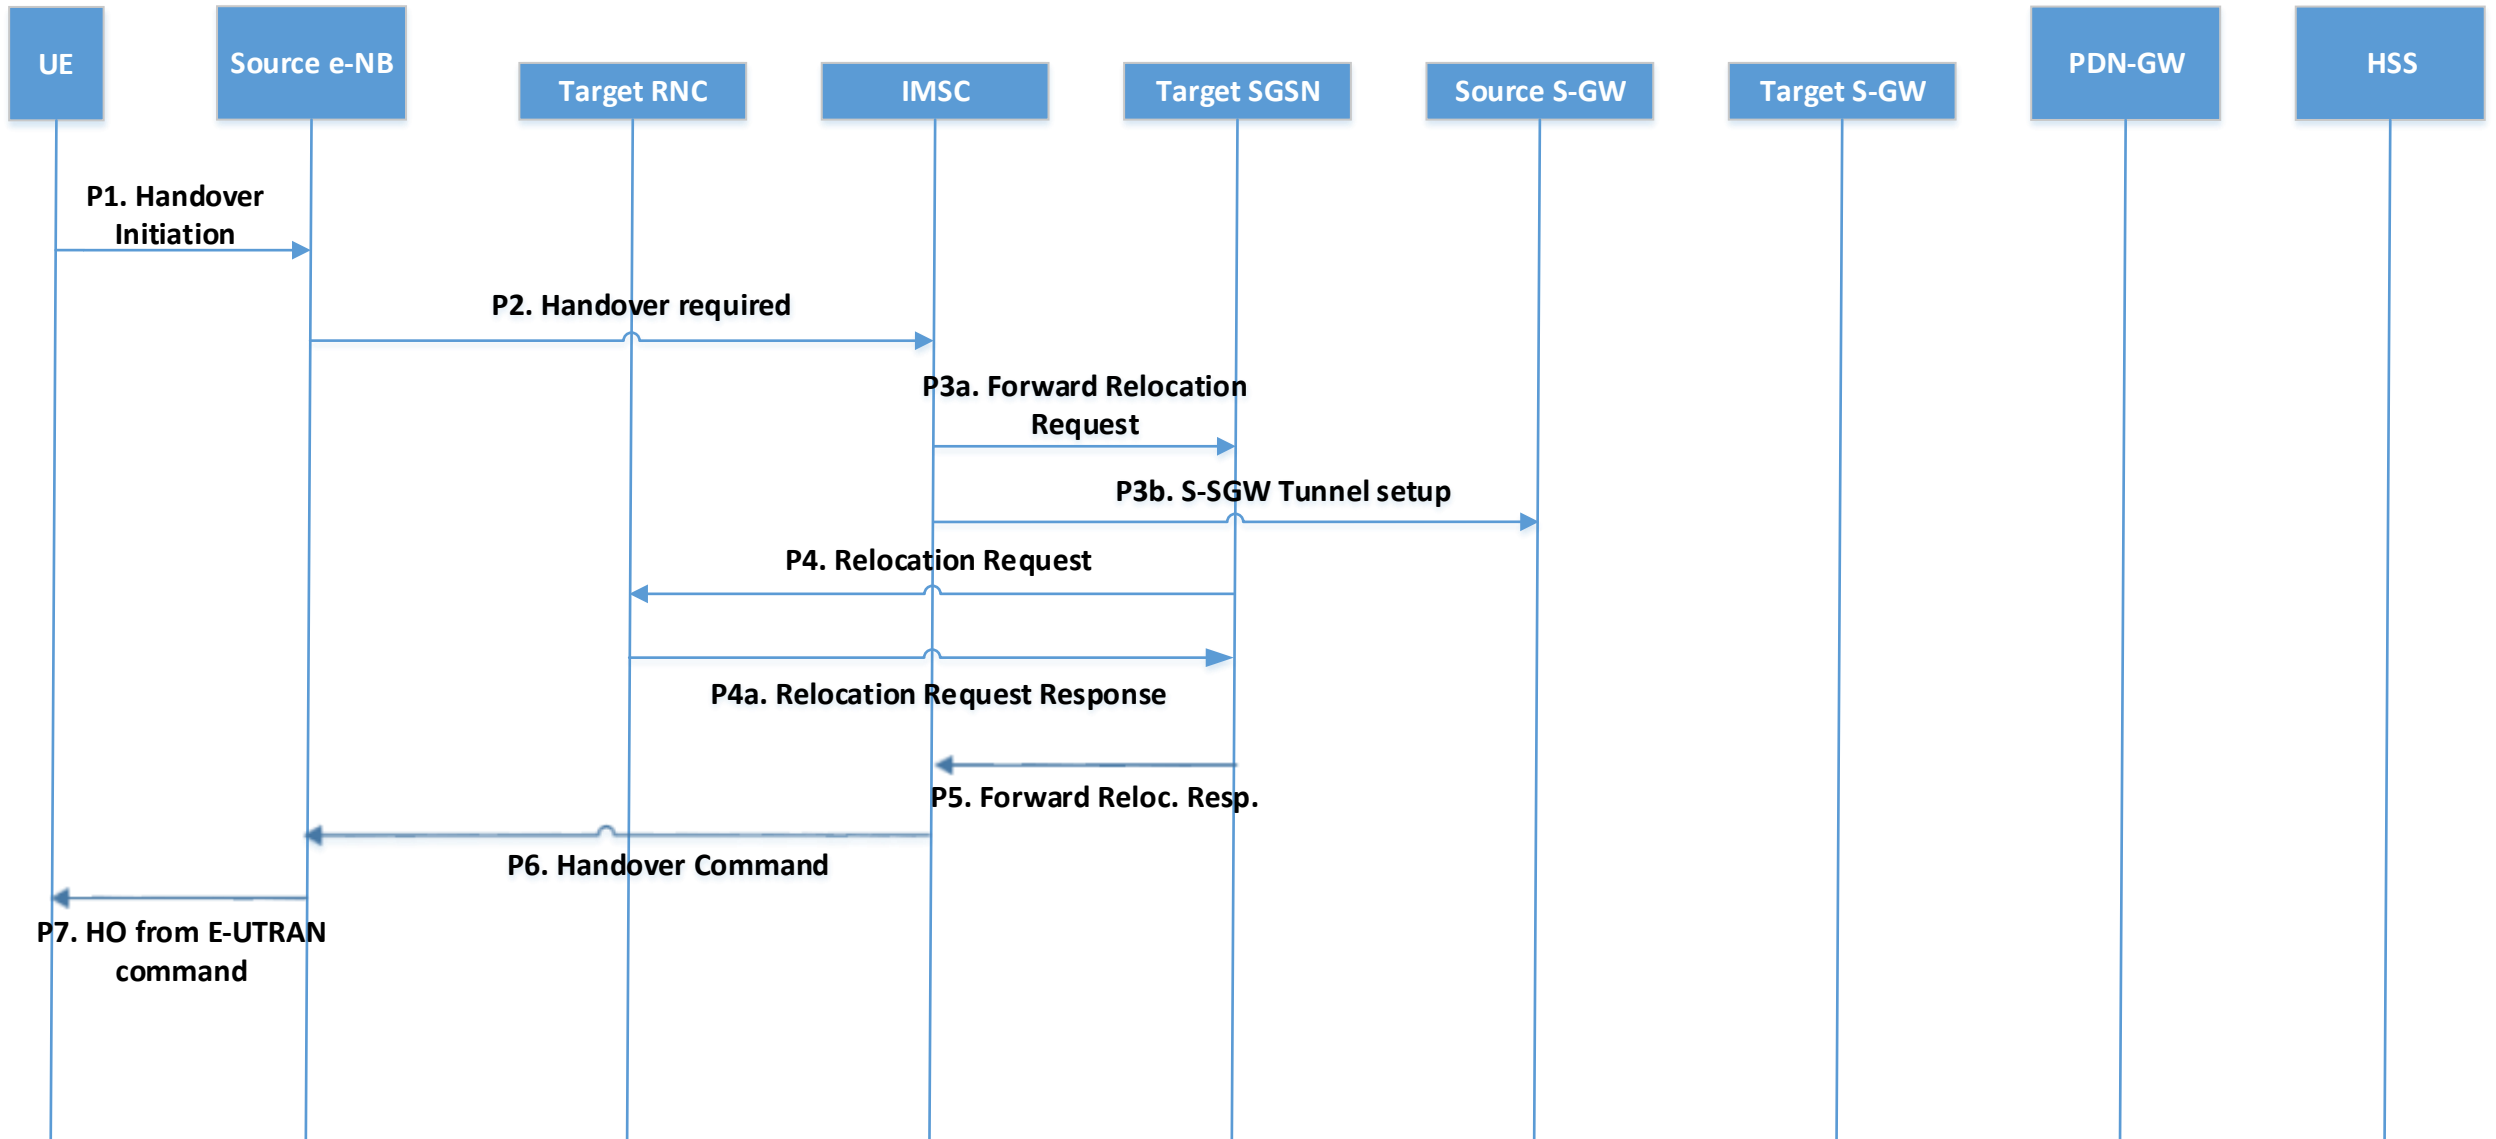 UE
Source e-NB
Target RNC
IMSC
Target SGSN
Source S-GW
Target S-GW
PDN-GW
HSS
P1. Handover
Initiation
P2. Handover required
P3a. Forward Relocation
Request
P3b. S-SGW Tunnel setup
P4. Relocation Request
P4a. Relocation Request Response
P5. Forward Reloc. Resp.
P6. Handover Command
P7. HO from E-UTRAN
command